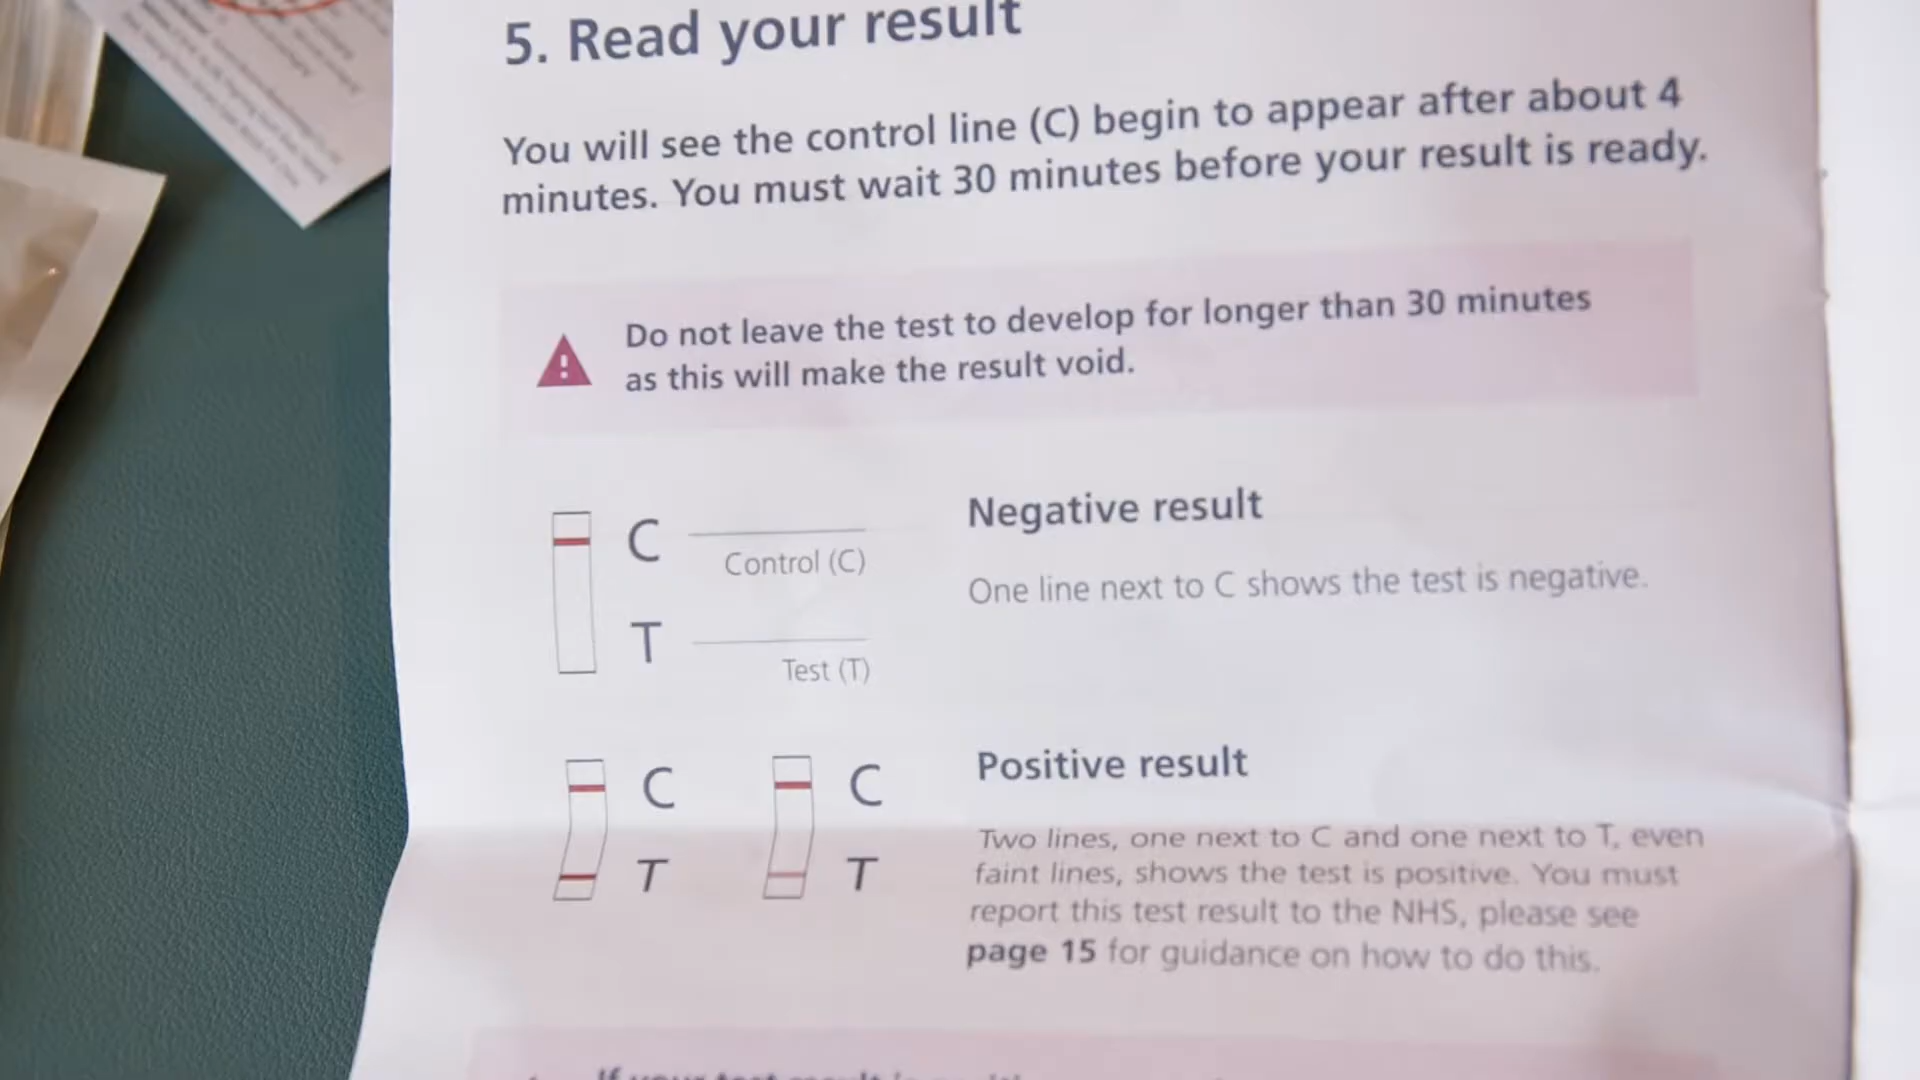 5. Read your result
You will see the control line (C) begin to appear after about 4
minutes. You must wait 30 minutes before your result is ready.
Do not leave the test to develop for longer than 30 minutes
as this will make the result void.
C
Control (C)
T
Test (T)
Negative result
One line next to C shows the test is negative.
C
T
C
T
Positive result
Two lines, one next to C and one next to T, even
faint lines, shows the test is positive. You must
report this test result to the NHS, please see
page 15 for guidance on how to do this.
If your test result is